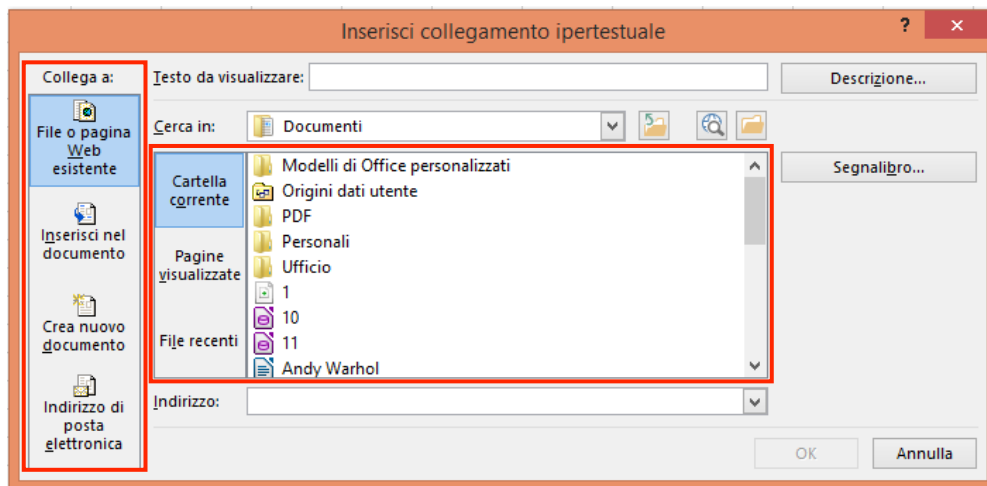 Inserisci collegamento ipertestuale
?
Collega a:
Testo da visualizzare:
Descrizione...
File o pagina
Web
esistente
Cerca in:
Documenti
Cartella
corrente
Pagine
visualizzate
File recenti
Modelli di Office personalizzati
Origini dati utente
PDF
Personali
Ufficio
1
10
11
Andy Warhol
Segnalibro...
Inserisci nel
documento
Crea nuovo
documento
Indirizzo di
posta
elettronica
Indirizzo:
OK
Annulla